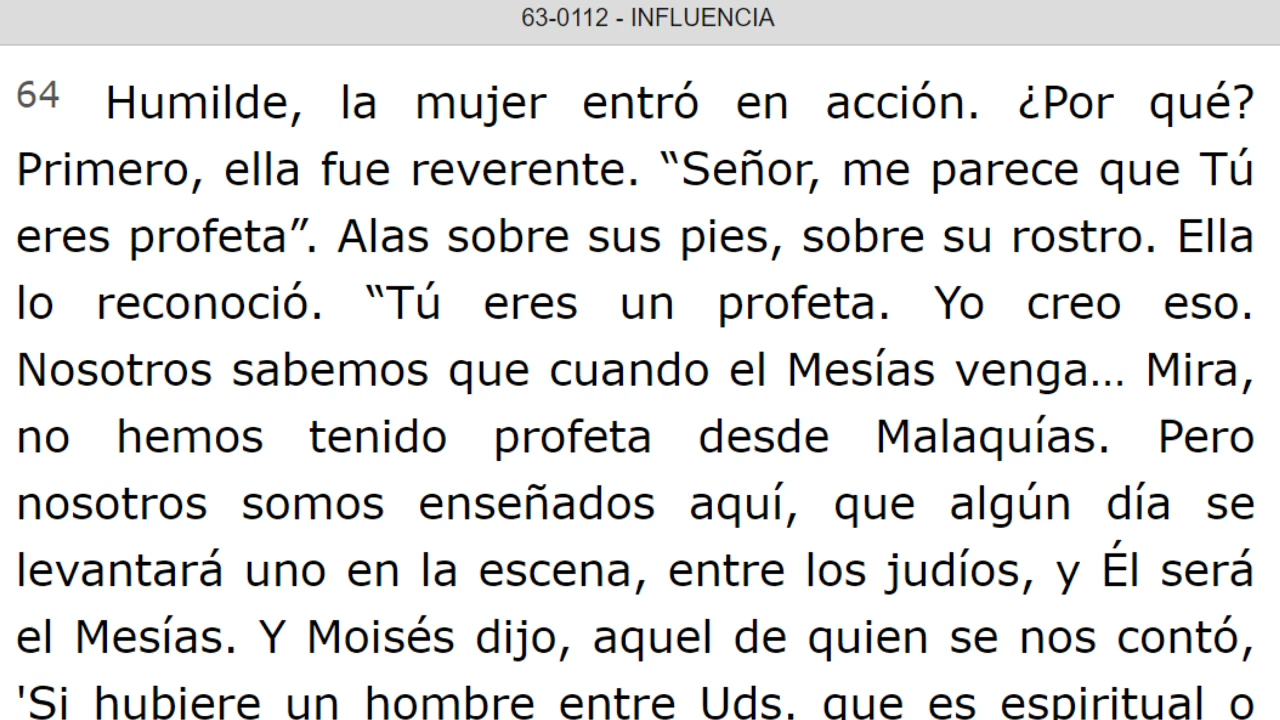 63-0112 - INFLUENCIA
64 Humilde, la mujer entró en acción. ¿Por qué?
Primero, ella fue reverente. “Señor, me parece que Tú
eres profeta”. Alas sobre sus pies, sobre su rostro. Ella
lo reconoció. “Tú eres un profeta. Yo creo eso.
Nosotros sabemos que cuando el Mesías venga… Mira,
no hemos tenido profeta desde Malaquías. Pero
nosotros somos enseñados aquí, que algún día se
levantará uno en la escena, entre los judíos, y Él será
el Mesías. Y Moisés dijo, aquel de quien se nos contó,
'Si hubiere un hombre entre Uds. que es espiritual o